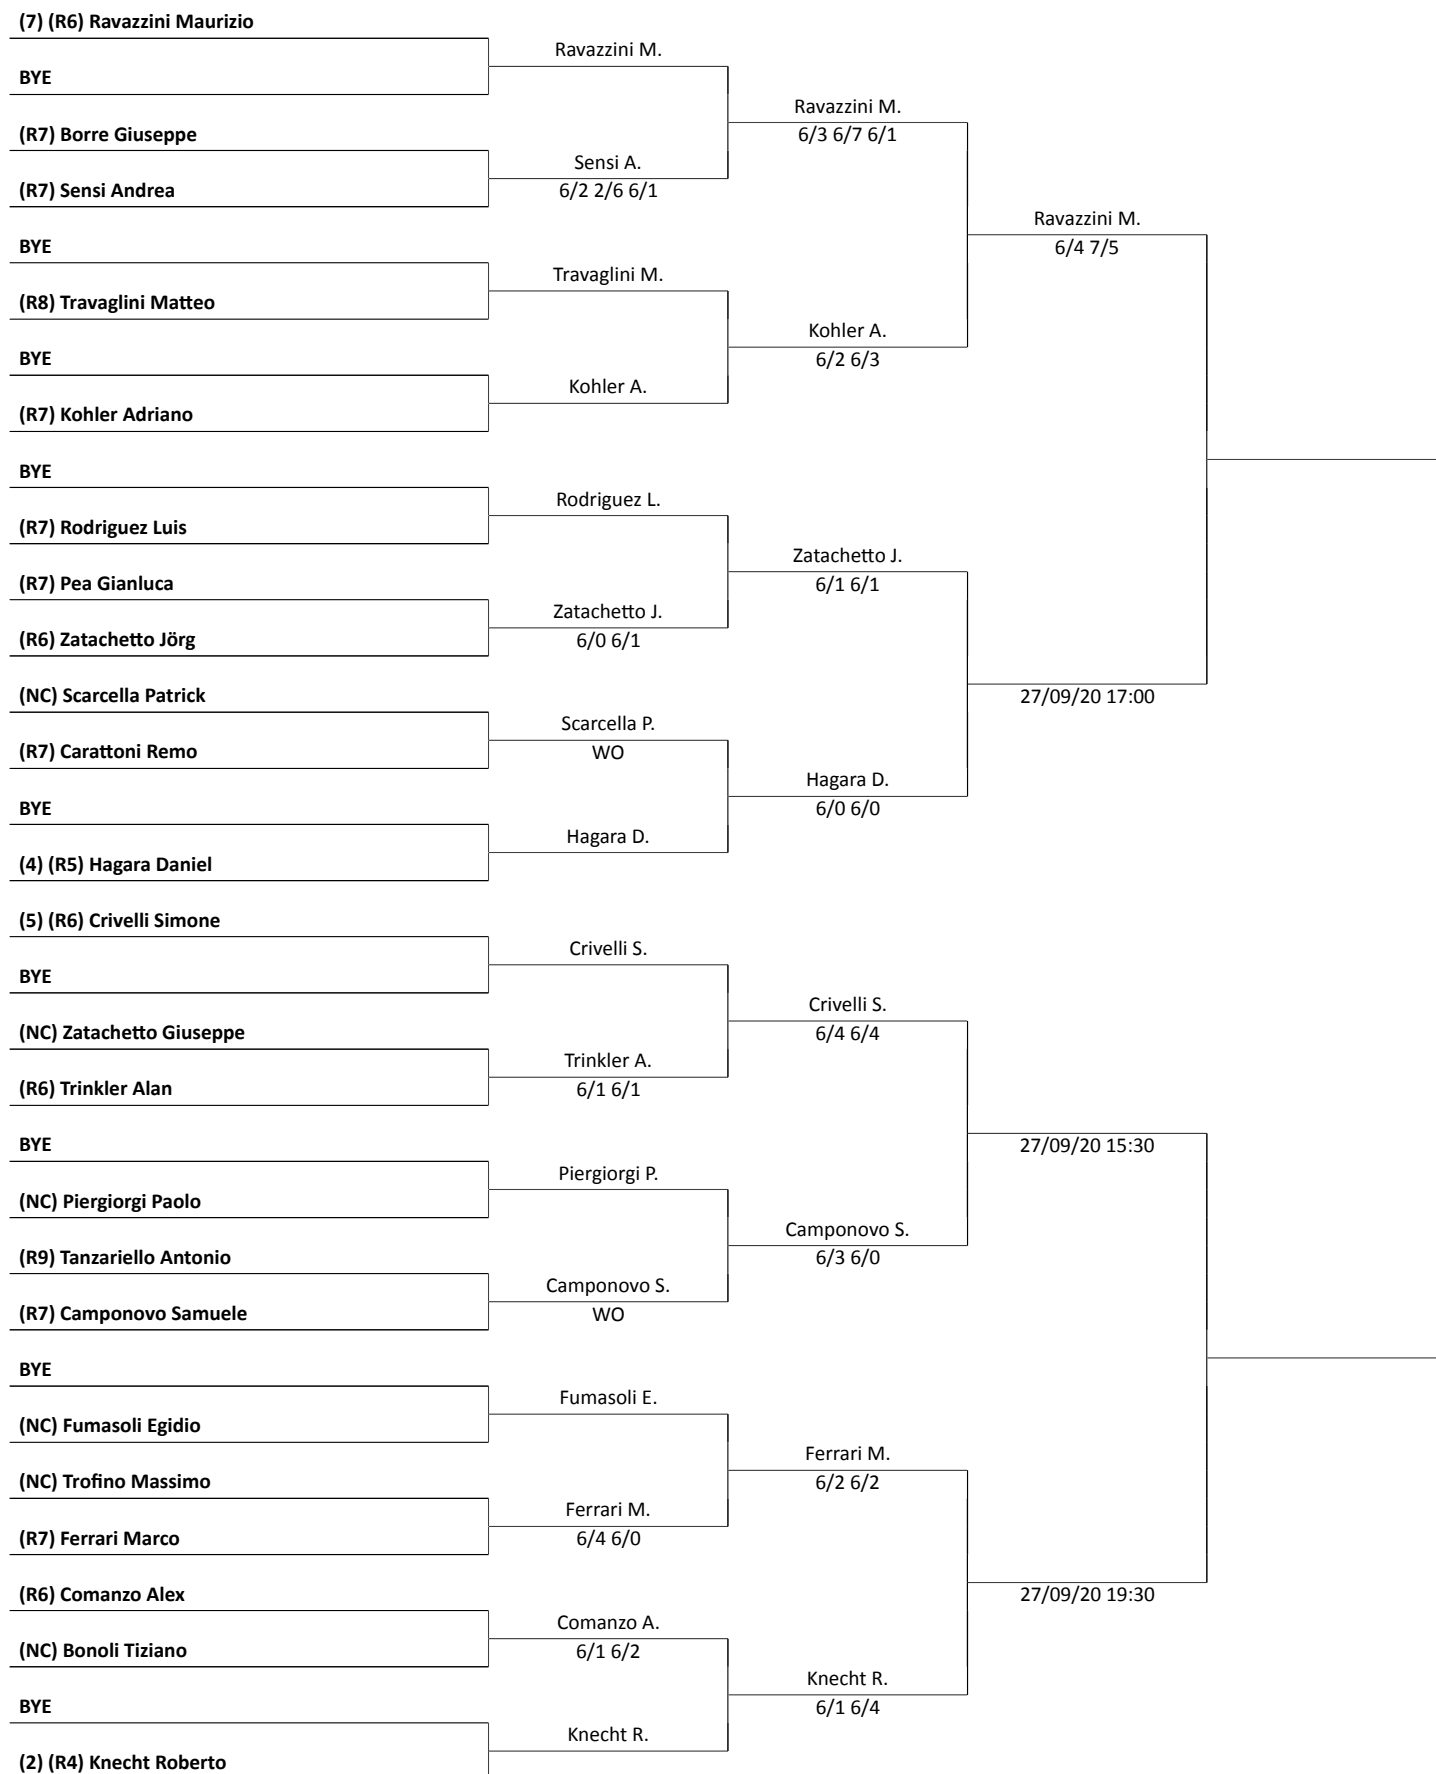 (7) (R6) Ravazzini Maurizio
Ravazzini M.
BYE
Ravazzini M.
6/3 6/7 6/1
(R7) Borre Giuseppe
Sensi A.
6/2 2/6 6/1
(R7) Sensi Andrea
Ravazzini M.
6/4 7/5
BYE
Travaglini M.
(R8) Travaglini Matteo
Kohler A.
6/2 6/3
BYE
Kohler A.
(R7) Kohler Adriano
BYE
Rodriguez L.
(R7) Rodriguez Luis
Zatachetto J.
6/1 6/1
(R7) Pea Gianluca
Zatachetto J.
6/0 6/1
(R6) Zatachetto Jörg
(NC) Scarcella Patrick
27/09/20 17:00
Scarcella P.
WO
(R7) Carattoni Remo
Hagara D.
6/0 6/0
BYE
Hagara D.
(4) (R5) Hagara Daniel
(5) (R6) Crivelli Simone
Crivelli S.
BYE
Crivelli S.
6/4 6/4
(NC) Zatachetto Giuseppe
Trinkler A.
6/1 6/1
(R6) Trinkler Alan
BYE
27/09/20 15:30
Piergiorgi P.
(NC) Piergiorgi Paolo
Camponovo S.
6/3 6/0
(R9) Tanzariello Antonio
Camponovo S.
WO
(R7) Camponovo Samuele
BYE
Fumasoli E.
(NC) Fumasoli Egidio
Ferrari M.
6/2 6/2
(NC) Trofino Massimo
Ferrari M.
6/4 6/0
(R7) Ferrari Marco
(R6) Comanzo Alex
27/09/20 19:30
Comanzo A.
6/1 6/2
(NC) Bonoli Tiziano
Knecht R.
6/1 6/4
BYE
Knecht R.
(2) (R4) Knecht Roberto